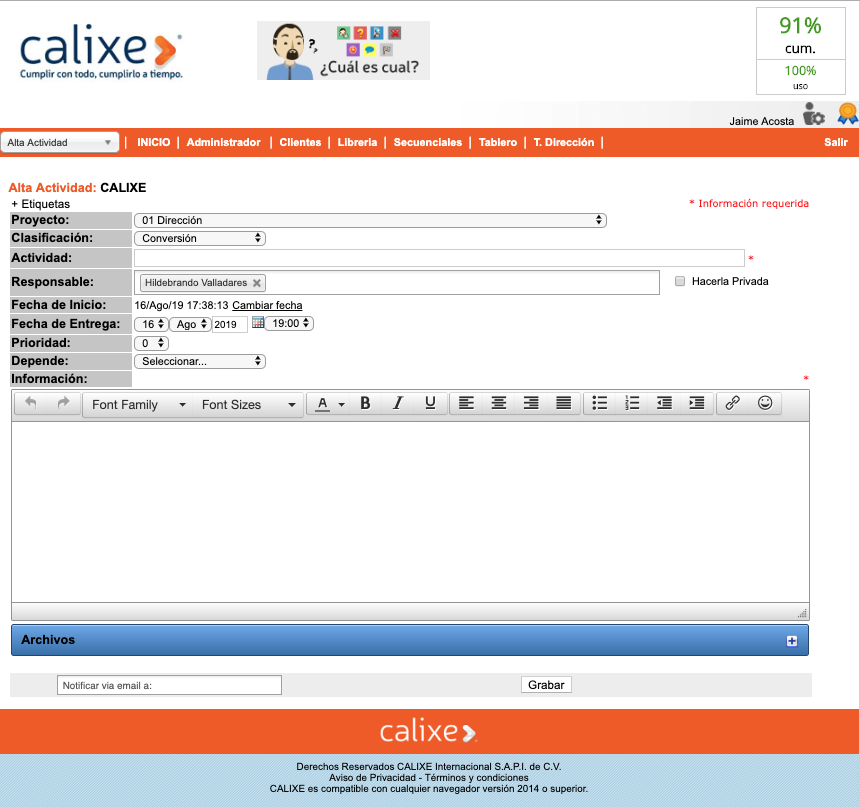 calixe
Cumplir con todo, cumplirlo a tiempo.
?,
¿Cuál es cual?
91%
cum.
100%
uso
Jaime Acosta
Alta Actividad | INICIO | Administrador | Clientes | Libreria | Secuenciales | Tablero | T. Dirección | Salir
Alta Actividad: CALIXE
+ Etiquetas
* Información requerida
Proyecto: 01 Dirección
Clasificación: Conversión
Actividad: *
Responsable: Hildebrando Valladares Hacerla Privada
Fecha de Inicio: 16/Ago/19 17:38:13 Cambiar fecha
Fecha de Entrega: 16 Ago 2019 19:00
Prioridad: 0
Depende: Seleccionar...
Información: *
Font Family Font Sizes A B I U
Archivos
Notificar via email a: Grabar
calixe
Derechos Reservados CALIXE Internacional S.A.P.I. de C.V.
Aviso de Privacidad - Términos y condiciones
CALIXE es compatible con cualquier navegador versión 2014 o superior.